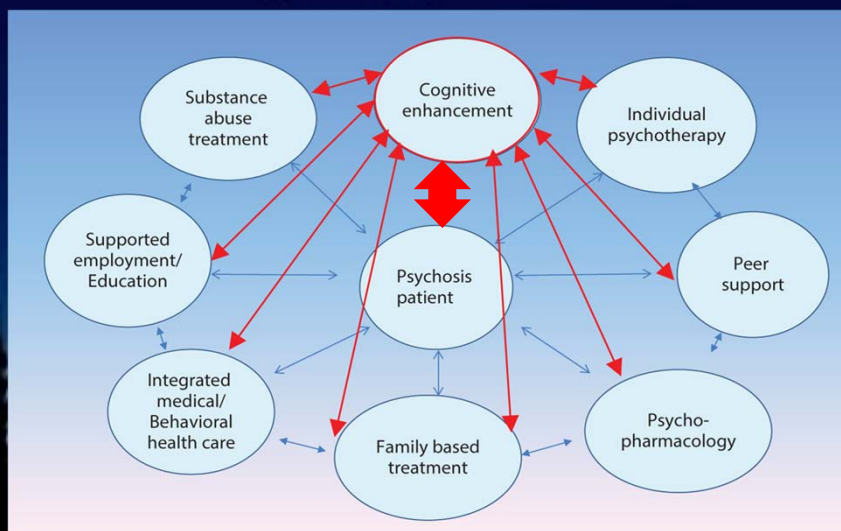 Cognitive
enhancement
Substance
abuse
treatment
Individual
psychotherapy
Supported
employment/
Education
Psychosis
patient
Peer
support
Integrated
medical/
Behavioral
health care
Family based
treatment
Psycho-
pharmacology